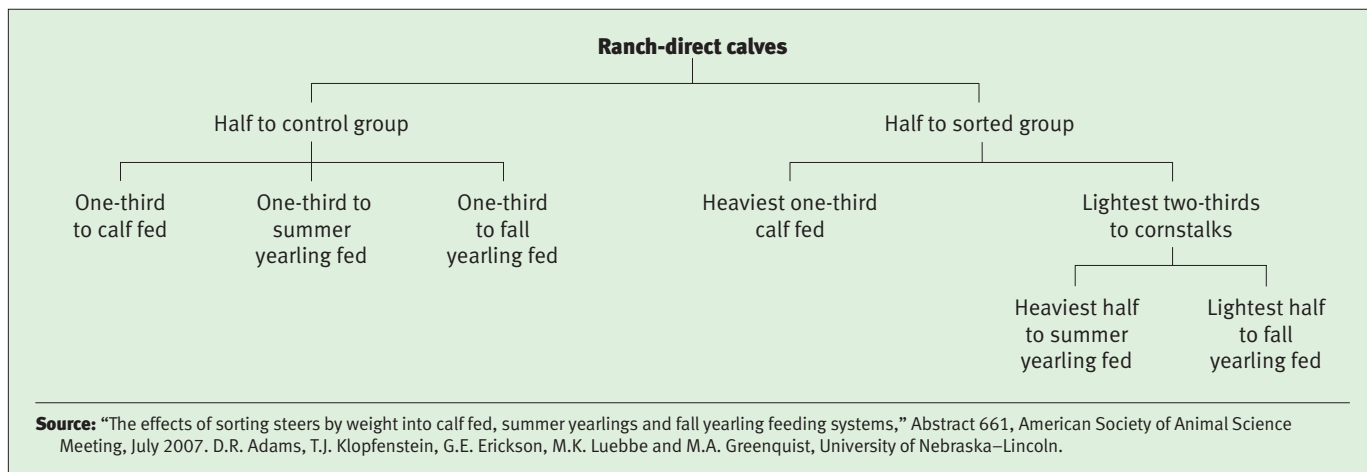 Ranch-direct calves
Half to control group
Half to sorted group
One-third
to calf fed
One-third to
summer
yearling fed
One-third
to fall
yearling fed
Heaviest one-third
calf fed
Lightest two-thirds
to cornstalks
Heaviest half
to summer
yearling fed
Lightest half
to fall
yearling fed
Source: “The effects of sorting steers by weight into calf fed, summer yearlings and fall yearling feeding systems,” Abstract 661, American Society of Animal Science
Meeting, July 2007. D.R. Adams, T.J. Klopfenstein, G.E. Erickson, M.K. Luebbe and M.A. Greenquist, University of Nebraska–Lincoln.